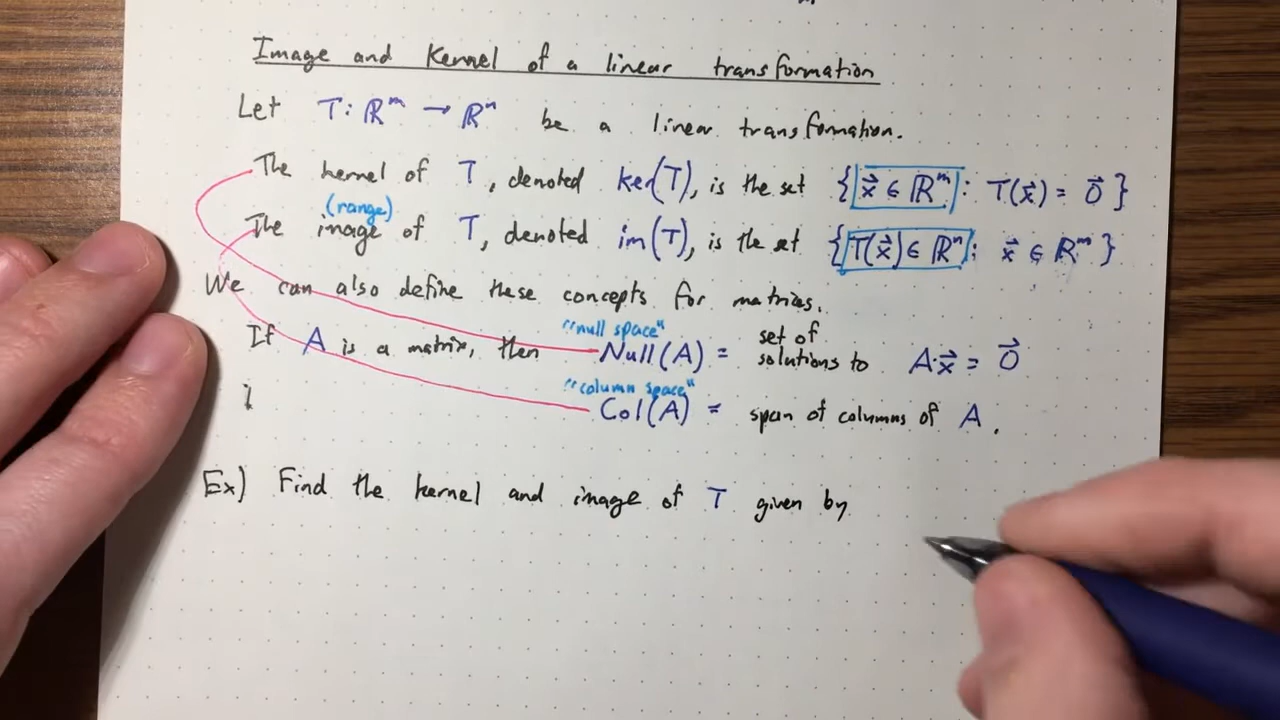 Image and Kernel of a linear transformation
Let T: ℝᵐ → ℝⁿ be a linear transformation.
The kernel of T, denoted ker(T), is the set { x⃗ ∈ ℝᵐ : T(x⃗) = 0⃗ }
(range)
The image of T, denoted im(T), is the set { T(x⃗) ∈ ℝⁿ : x⃗ ∈ ℝᵐ }
We can also define these concepts for matrices.
"null space"
If A is a matrix, then Null(A) = set of solutions to Ax⃗ = 0⃗
"column space"
Col(A) = span of columns of A.
Ex) Find the kernel and image of T given by